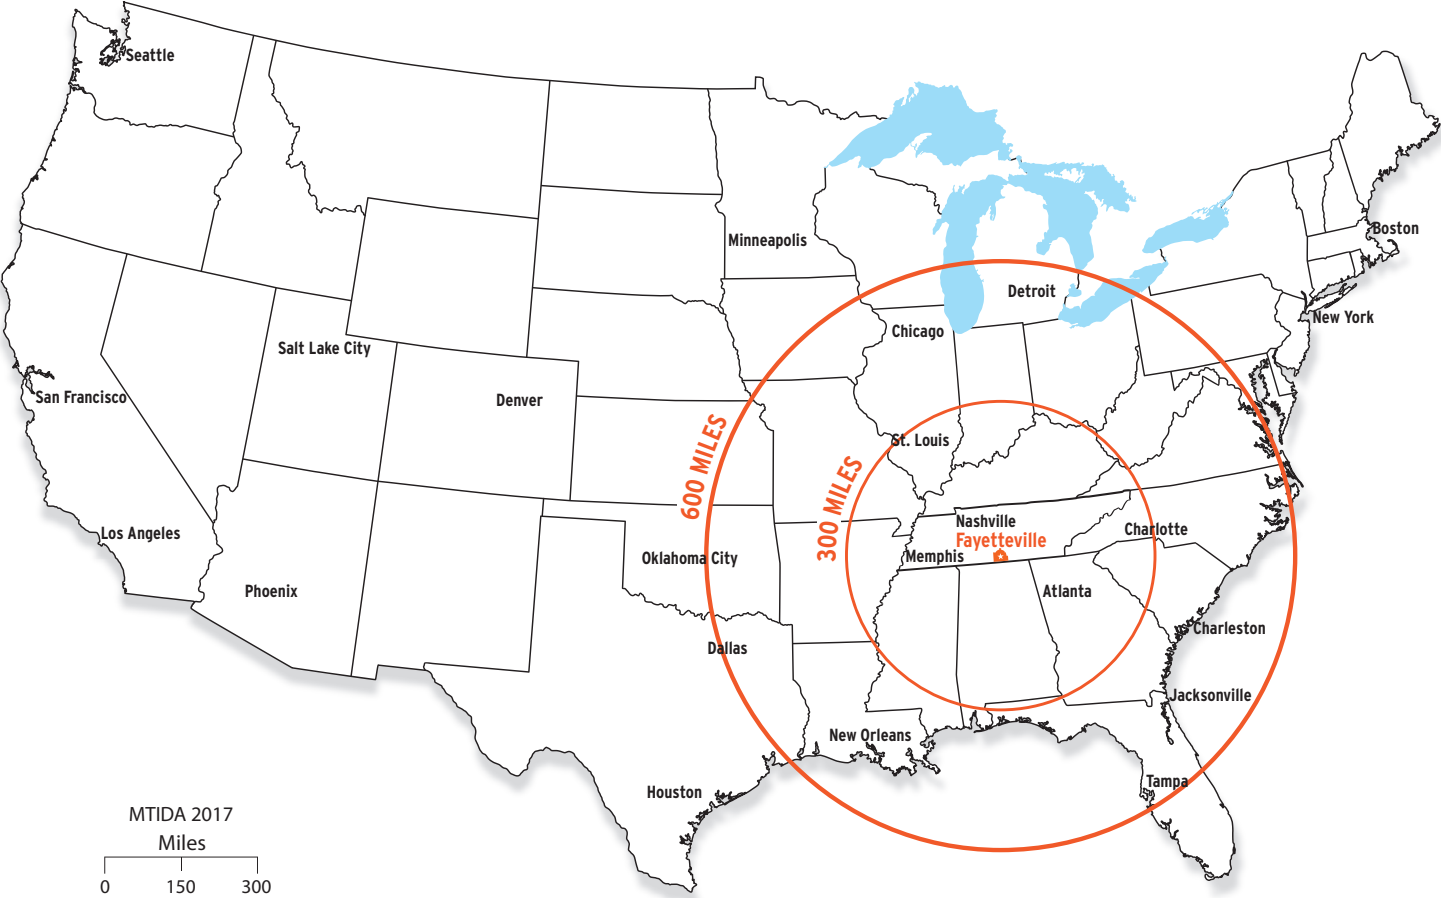 Seattle
Boston
Minneapolis
Detroit
New York
Chicago
Salt Lake City
San Francisco
Denver
600 MILES
St. Louis
300 MILES
Nashville
Charlotte
Los Angeles
Fayetteville
Oklahoma City
Memphis
Phoenix
Atlanta
Charleston
Dallas
Jacksonville
New Orleans
Tampa
Houston
MTIDA 2017
Miles
0 150 300